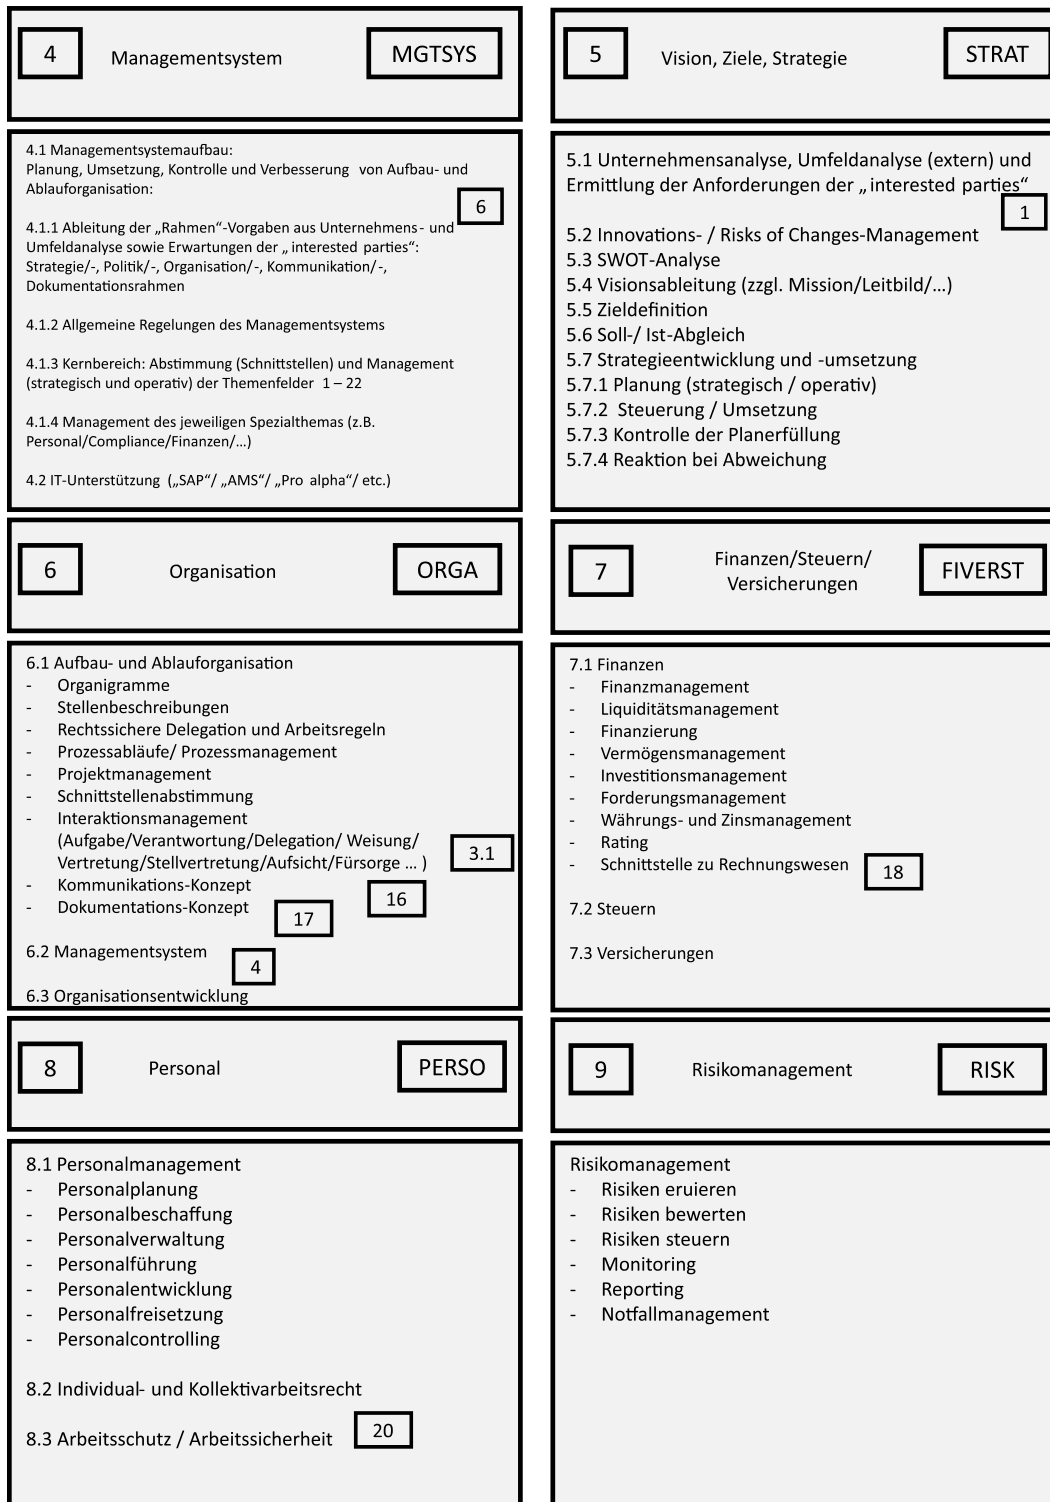 4
Managementsystem
MGTSYS
4.1 Managementsystemaufbau:
Planung, Umsetzung, Kontrolle und Verbesserung von Aufbau- und
Ablauforganisation:
6
4.1.1 Ableitung der „Rahmen“-Vorgaben aus Unternehmens- und
Umfeldanalyse sowie Erwartungen der „ interested parties“:
Strategie/-, Politik/-, Organisation/-, Kommunikation/-,
Dokumentationsrahmen
4.1.2 Allgemeine Regelungen des Managementsystems
4.1.3 Kernbereich: Abstimmung (Schnittstellen) und Management
(strategisch und operativ) der Themenfelder 1 – 22
4.1.4 Management des jeweiligen Spezialthemas (z.B.
Personal/Compliance/Finanzen/…)
4.2 IT-Unterstützung („SAP“/ „AMS“/ „Pro alpha“/ etc.)
5
Vision, Ziele, Strategie
STRAT
5.1 Unternehmensanalyse, Umfeldanalyse (extern) und
Ermittlung der Anforderungen der „ interested parties“
1
5.2 Innovations- / Risks of Changes-Management
5.3 SWOT-Analyse
5.4 Visionsableitung (zzgl. Mission/Leitbild/…)
5.5 Zieldefinition
5.6 Soll-/ Ist-Abgleich
5.7 Strategieentwicklung und -umsetzung
5.7.1 Planung (strategisch / operativ)
5.7.2 Steuerung / Umsetzung
5.7.3 Kontrolle der Planerfüllung
5.7.4 Reaktion bei Abweichung
6
Organisation
ORGA
6.1 Aufbau- und Ablauforganisation
- Organigramme
- Stellenbeschreibungen
- Rechtssichere Delegation und Arbeitsregeln
- Prozessabläufe/ Prozessmanagement
- Projektmanagement
- Schnittstellenabstimmung
- Interaktionsmanagement
(Aufgabe/Verantwortung/Delegation/ Weisung/
Vertretung/Stellvertretung/Aufsicht/Fürsorge … )
3.1
- Kommunikations-Konzept
16
- Dokumentations-Konzept
17
6.2 Managementsystem
4
6.3 Organisationsentwicklung
7
Finanzen/Steuern/
Versicherungen
FIVERST
7.1 Finanzen
- Finanzmanagement
- Liquiditätsmanagement
- Finanzierung
- Vermögensmanagement
- Investitionsmanagement
- Forderungsmanagement
- Währungs- und Zinsmanagement
- Rating
- Schnittstelle zu Rechnungswesen
18
7.2 Steuern
7.3 Versicherungen
8
Personal
PERSO
8.1 Personalmanagement
- Personalplanung
- Personalbeschaffung
- Personalverwaltung
- Personalführung
- Personalentwicklung
- Personalfreisetzung
- Personalcontrolling
8.2 Individual- und Kollektivarbeitsrecht
8.3 Arbeitsschutz / Arbeitssicherheit
20
9
Risikomanagement
RISK
Risikomanagement
- Risiken eruieren
- Risiken bewerten
- Risiken steuern
- Monitoring
- Reporting
- Notfallmanagement